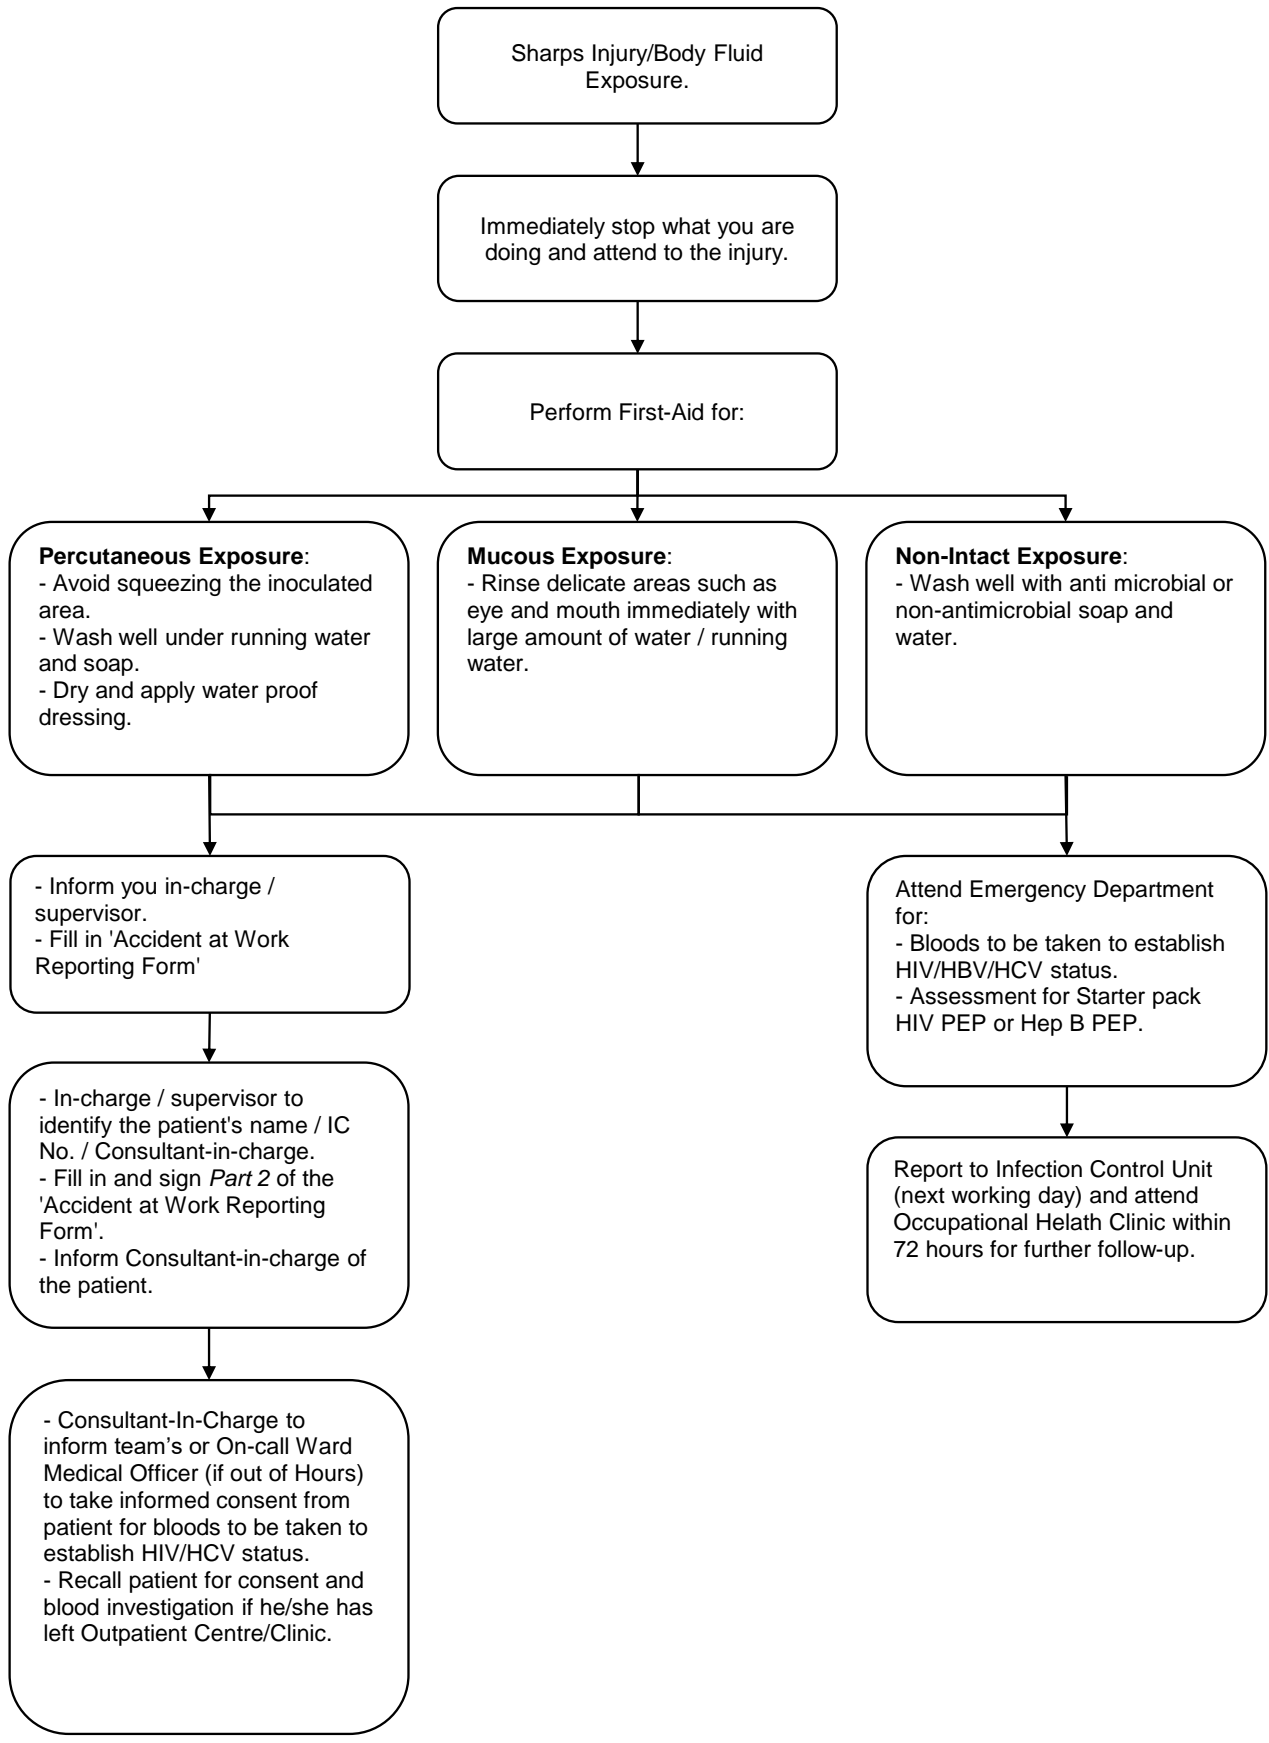 Sharps Injury/Body Fluid
Exposure.
Immediately stop what you are
doing and attend to the injury.
Perform First-Aid for:
Percutaneous Exposure:
- Avoid squeezing the inoculated
area.
- Wash well under running water
and soap.
- Dry and apply water proof
dressing.
Mucous Exposure:
- Rinse delicate areas such as
eye and mouth immediately with
large amount of water / running
water.
Non-Intact Exposure:
- Wash well with anti microbial or
non-antimicrobial soap and
water.
- Inform you in-charge /
supervisor.
- Fill in 'Accident at Work
Reporting Form'
Attend Emergency Department
for:
- Bloods to be taken to establish
HIV/HBV/HCV status.
- Assessment for Starter pack
HIV PEP or Hep B PEP.
- In-charge / supervisor to
identify the patient's name / IC
No. / Consultant-in-charge.
- Fill in and sign Part 2 of the
'Accident at Work Reporting
Form'.
- Inform Consultant-in-charge of
the patient.
Report to Infection Control Unit
(next working day) and attend
Occupational Helath Clinic within
72 hours for further follow-up.
- Consultant-In-Charge to
inform team’s or On-call Ward
Medical Officer (if out of Hours)
to take informed consent from
patient for bloods to be taken to
establish HIV/HCV status.
- Recall patient for consent and
blood investigation if he/she has
left Outpatient Centre/Clinic.